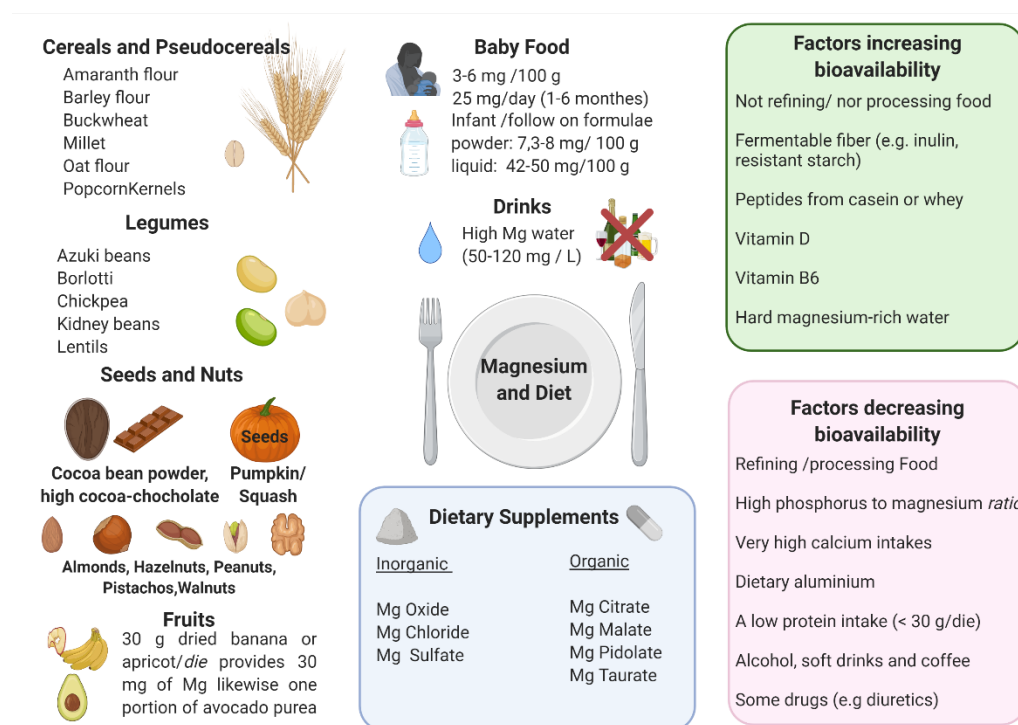 Cereals and Pseudocereals
Amaranth flour
Barley flour
Buckwheat
Millet
Oat flour
PopcornKernels
Legumes
Azuki beans
Borlotti
Chickpea
Kidney beans
Lentils
Seeds and Nuts
Seeds
Cocoa bean powder,
high cocoa-chocholate
Pumpkin/
Squash
Almonds, Hazelnuts, Peanuts,
Pistachos,Walnuts
Fruits
30 g dried banana or
apricot/die provides 30
mg of Mg likewise one
portion of avocado purea
Baby Food
3-6 mg /100 g
25 mg/day (1-6 monthes)
Infant /follow on formulae
powder: 7,3-8 mg/ 100 g
liquid: 42-50 mg/100 g
Drinks
High Mg water
(50-120 mg / L)
Magnesium
and Diet
Dietary Supplements
Inorganic
Mg Oxide
Mg Chloride
Mg Sulfate
Organic
Mg Citrate
Mg Malate
Mg Pidolate
Mg Taurate
Factors increasing
bioavailability
Not refining/ nor processing food
Fermentable fiber (e.g. inulin,
resistant starch)
Peptides from casein or whey
Vitamin D
Vitamin B6
Hard magnesium-rich water
Factors decreasing
bioavailability
Refining /processing Food
High phosphorus to magnesium ratio
Very high calcium intakes
Dietary aluminium
A low protein intake (< 30 g/die)
Alcohol, soft drinks and coffee
Some drugs (e.g diuretics)